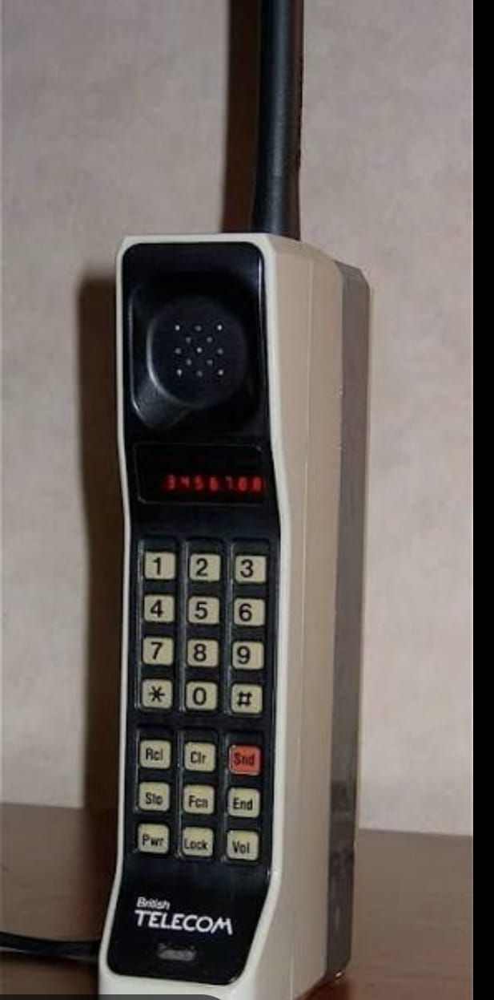 1 2 3
4 5 6
7 8 9
* 0 #
Rcl Clr Snd
Sto Fcn End
Pwr Lock Vol
British
TELECOM